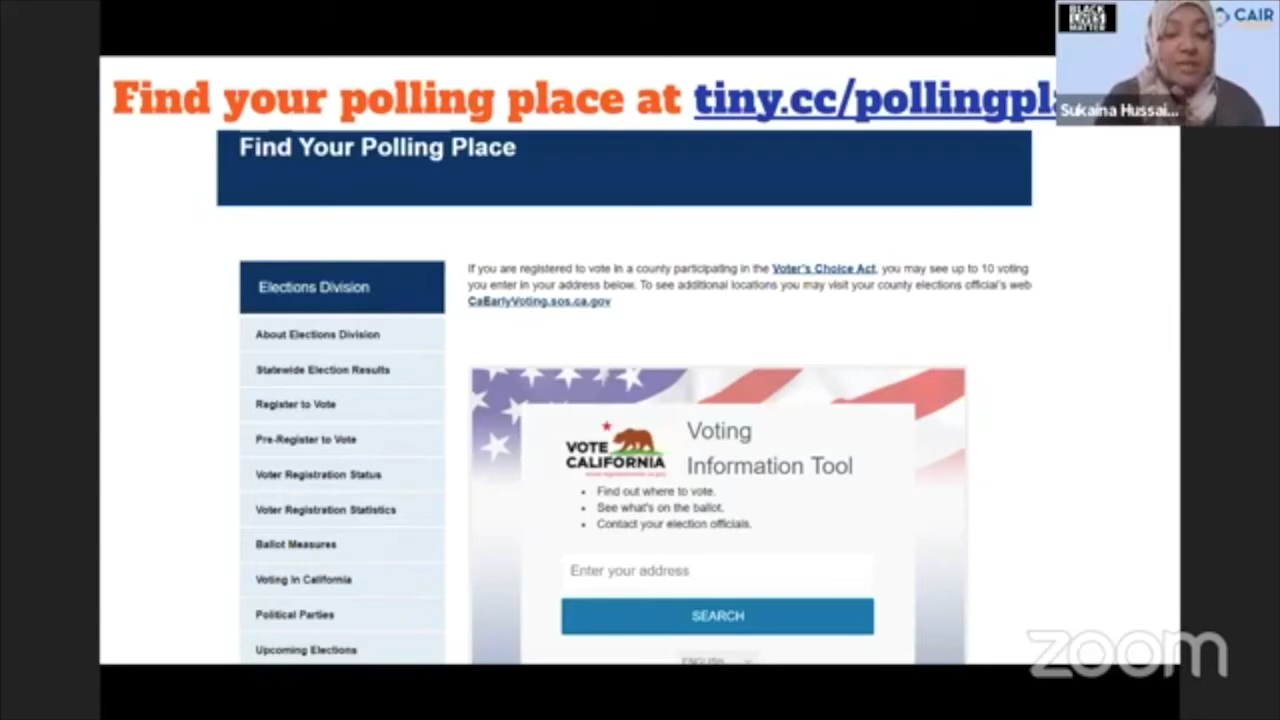 Find your polling place at tiny.cc/pollingpla
BLACK
LIVES
MATTER
CAIR
Sukaina Hussai...
Find Your Polling Place
Elections Division
About Elections Division
Statewide Election Results
Register to Vote
Pre-Register to Vote
Voter Registration Status
Voter Registration Statistics
Ballot Measures
Voting in California
Political Parties
Upcoming Elections
If you are registered to vote in a county participating in the Voter's Choice Act, you may see up to 10 voting
you enter in your address below. To see additional locations you may visit your county elections official's web
CaEarlyVoting.sos.ca.gov
VOTE
CALIFORNIA
Voting
Information Tool
• Find out where to vote.
• See what's on the ballot.
• Contact your election officials.
Enter your address
SEARCH
ENGLISH
zoom